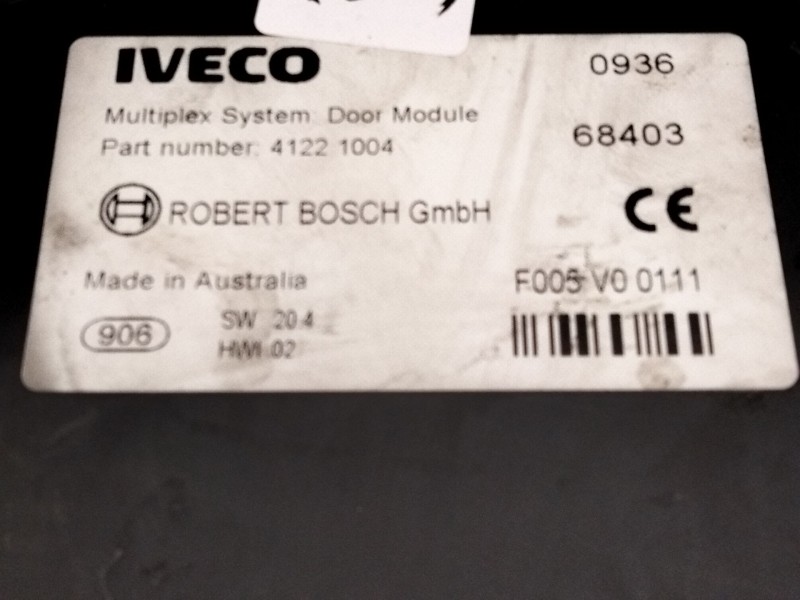 IVECO 0936
Multiplex System: Door Module
Part number: 4122 1004 68403
ROBERT BOSCH GmbH CE
Made in Australia F005 V0 0111
906 SW 20.4
HW 02